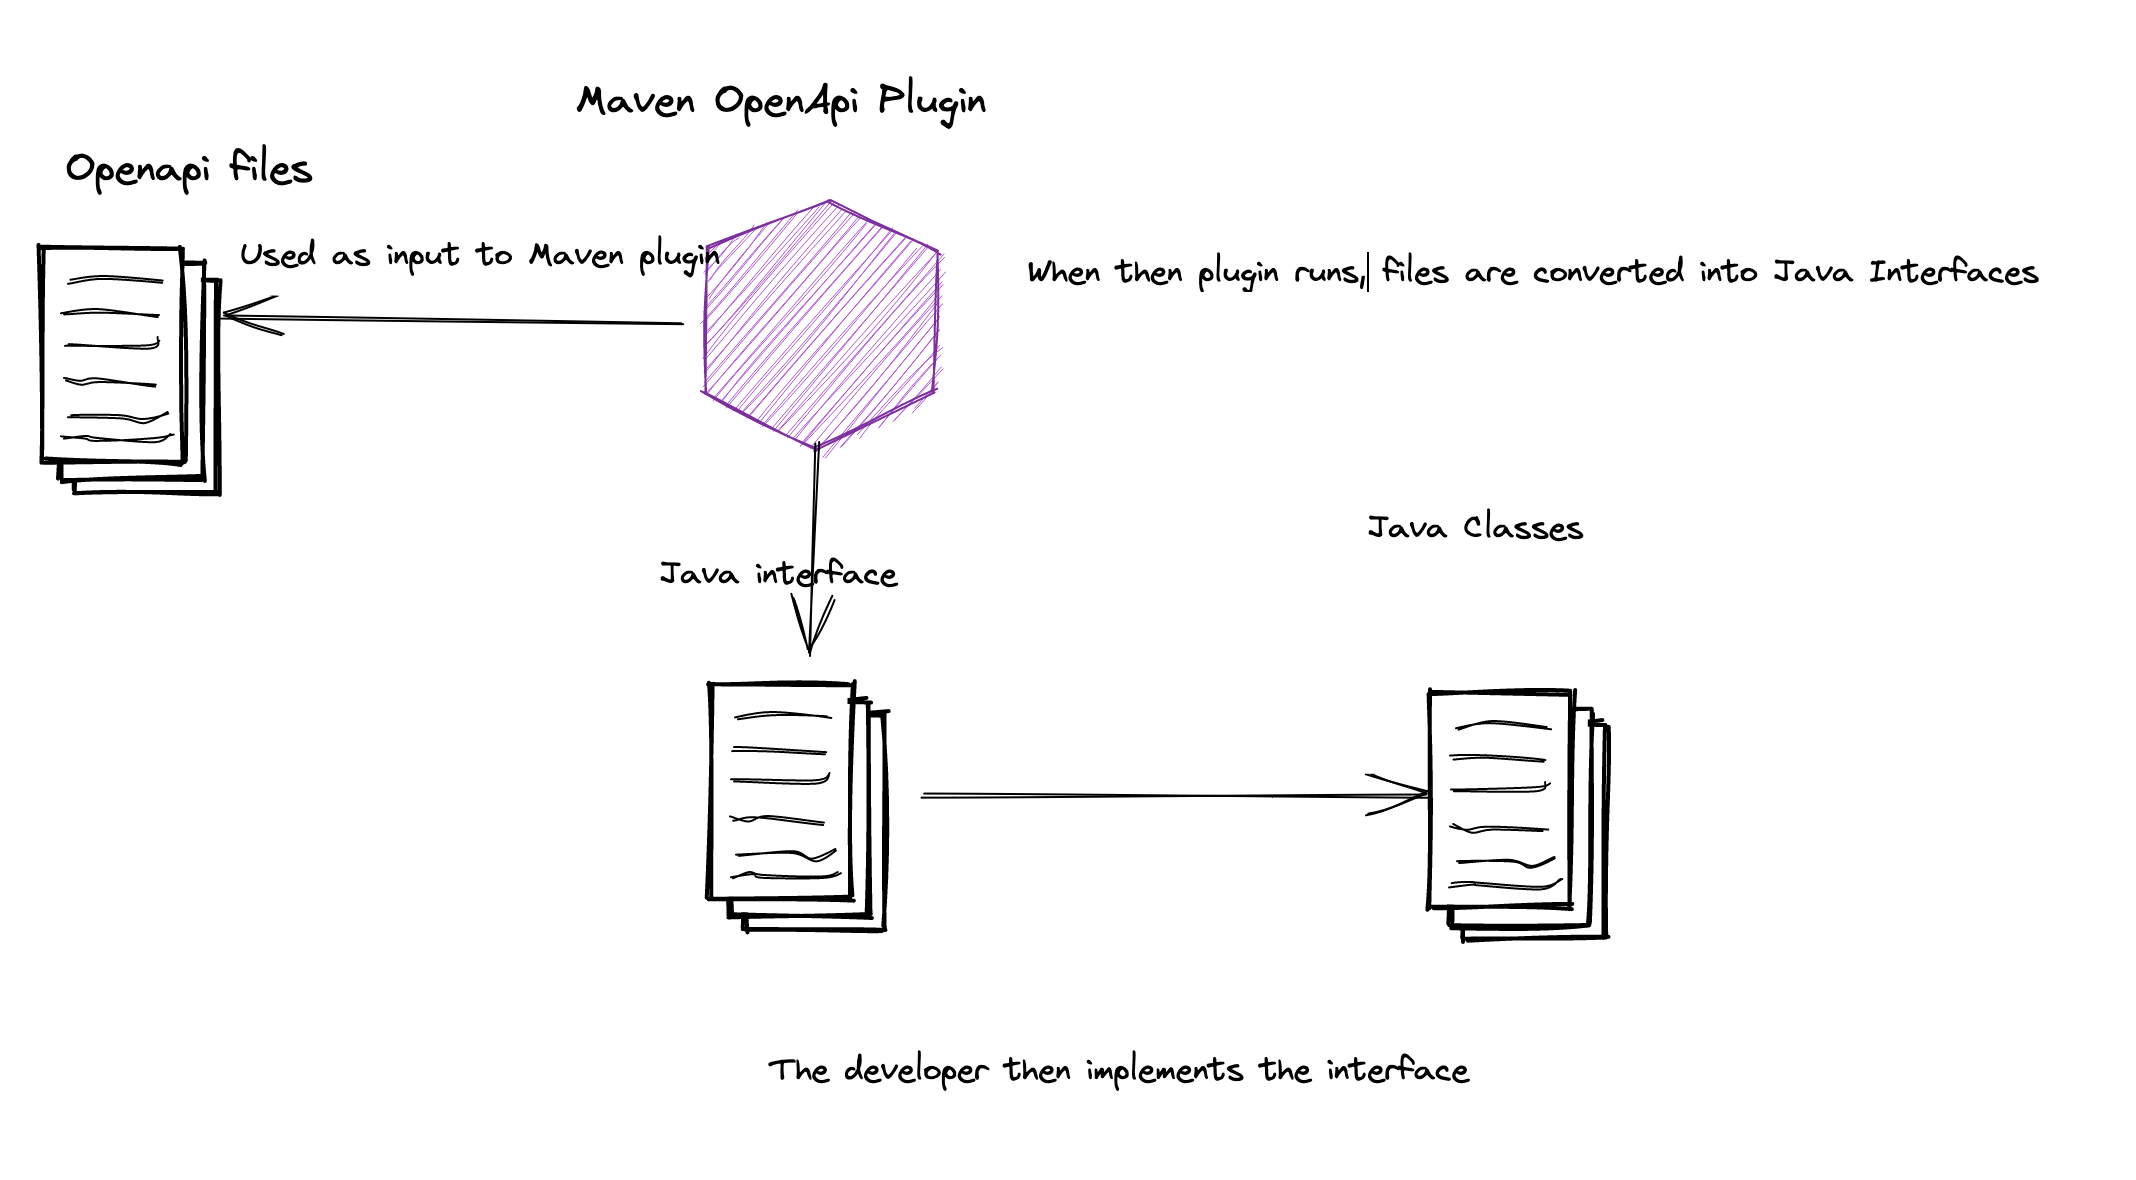 Maven OpenApi Plugin
Openapi files
Used as input to Maven plugin
When then plugin runs, files are converted into Java Interfaces
Java Classes
Java interface
The developer then implements the interface